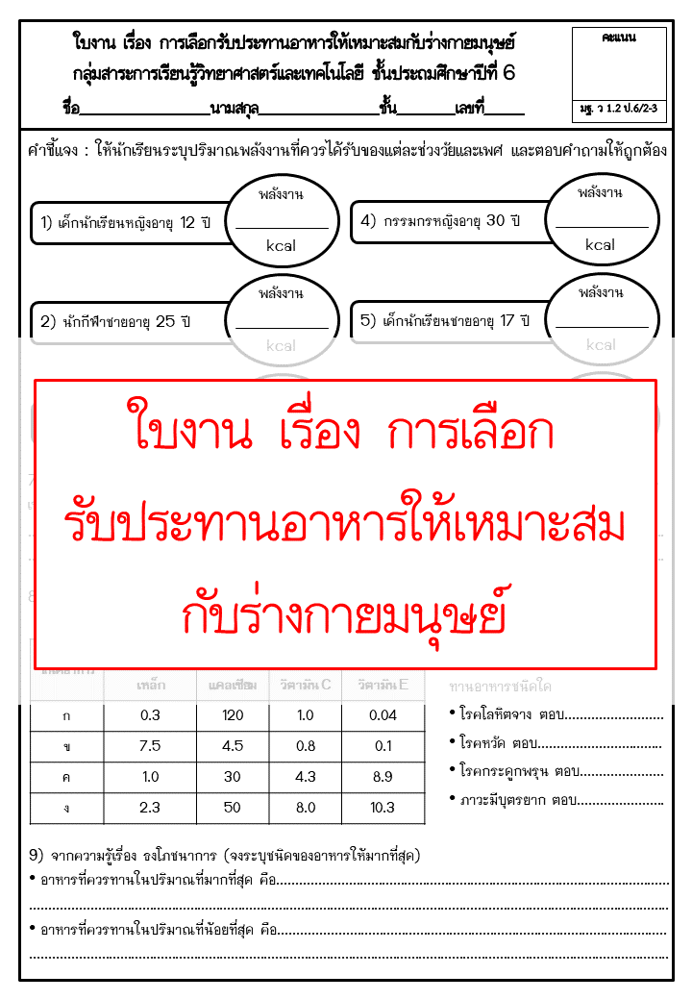 ใบงาน เรื่อง การเลือกรับประทานอาหารให้เหมาะสมกับร่างกายมนุษย์
กลุ่มสาระการเรียนรู้วิทยาศาสตร์และเทคโนโลยี ชั้นประถมศึกษาปีที่ 6
คะแนน
มฐ. ว 1.2 ป.6/2-3
ชื่อ________________นามสกุล_______________ชั้น_______เลขที่_____
คำชี้แจง : ให้นักเรียนระบุปริมาณพลังงานที่ควรได้รับของแต่ละช่วงวัยและเพศ และตอบคำถามให้ถูกต้อง
1) เด็กนักเรียนหญิงอายุ 12 ปี
พลังงาน
kcal
4) กรรมกรหญิงอายุ 30 ปี
พลังงาน
kcal
2) นักกีฬาชายอายุ 25 ปี
พลังงาน
kcal
5) เด็กนักเรียนชายอายุ 17 ปี
พลังงาน
kcal
ใบงาน เรื่อง การเลือก
รับประทานอาหารให้เหมาะสม
กับร่างกายมนุษย์
เหล็ก แคลเซียม วิตามิน C วิตามิน E
ก 0.3 120 1.0 0.04
ข 7.5 4.5 0.8 0.1
ค 1.0 30 4.3 8.9
ง 2.3 50 8.0 10.3
ทานอาหารชนิดใด
• โรคโลหิตจาง ตอบ..........................
• โรคหวัด ตอบ................................
• โรคกระดูกพรุน ตอบ......................
• ภาวะมีบุตรยาก ตอบ.......................
9) จากความรู้เรื่อง ธงโภชนาการ (จงระบุชนิดของอาหารให้มากที่สุด)
• อาหารที่ควรทานในปริมาณที่มากที่สุด คือ......................................................
• อาหารที่ควรทานในปริมาณที่น้อยที่สุด คือ......................................................